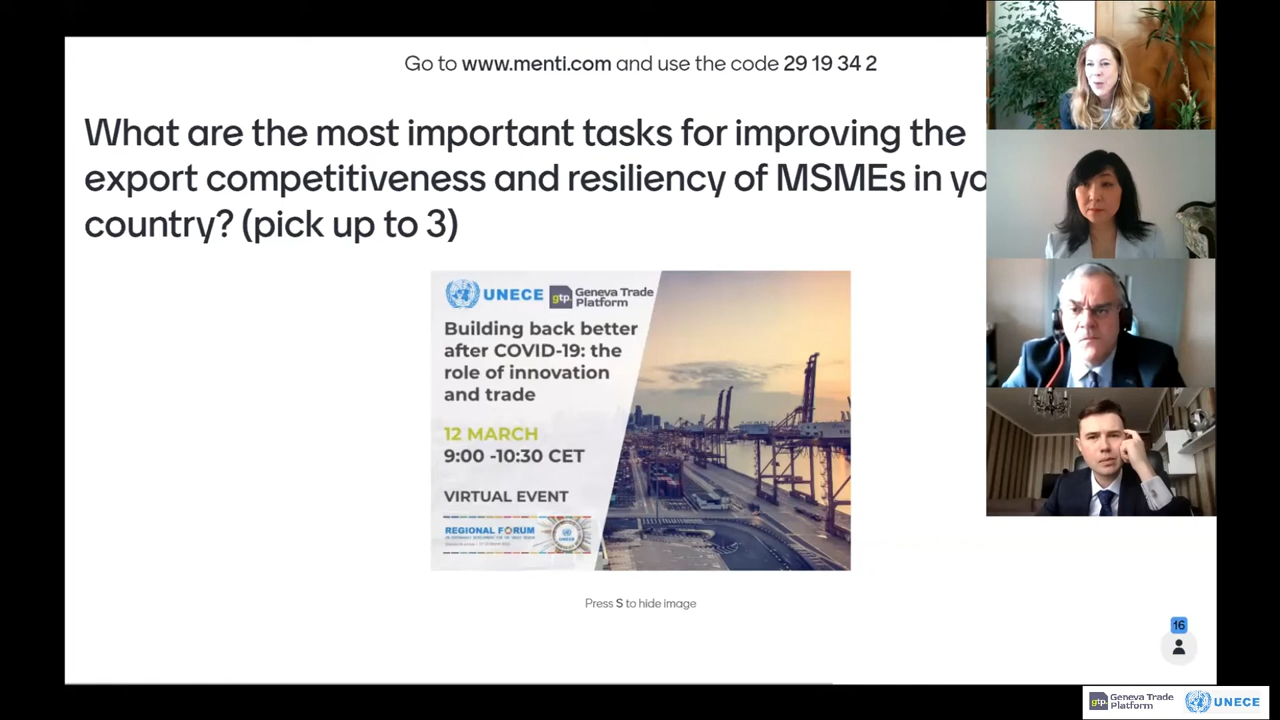 Go to www.menti.com and use the code 29 19 34 2
What are the most important tasks for improving the
export competitiveness and resiliency of MSMEs in yo
country? (pick up to 3)
UNECE gtp. Geneva Trade
Platform
Building back better
after COVID-19: the
role of innovation
and trade
12 MARCH
9:00 -10:30 CET
VIRTUAL EVENT
REGIONAL FORUM
UNECE
Press S to hide image
16
gtp. Geneva Trade
Platform
UNECE